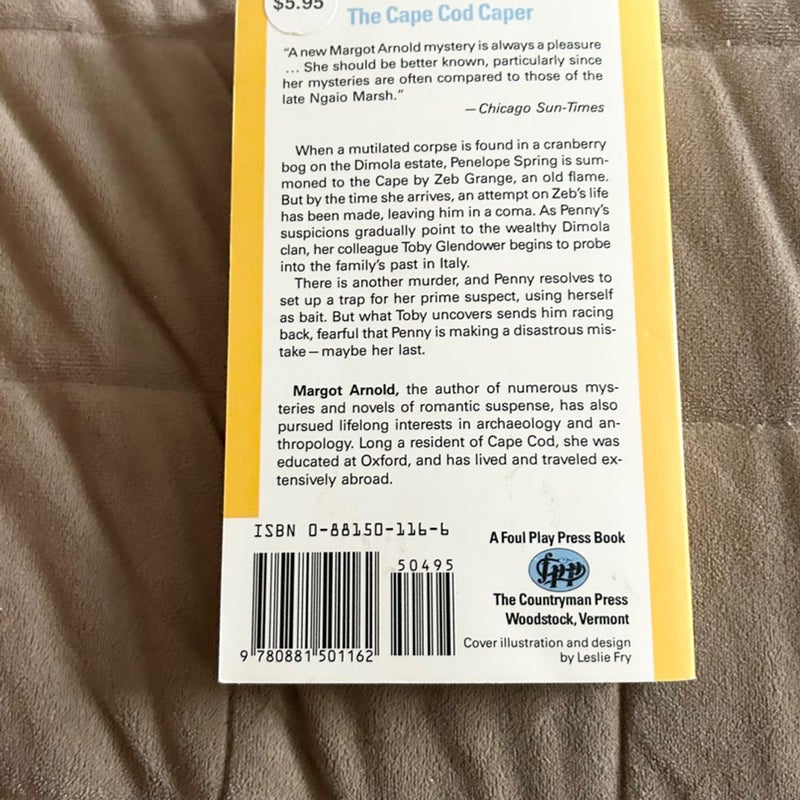 $5.95
The Cape Cod Caper
“A new Margot Arnold mystery is always a pleasure
... She should be better known, particularly since
her mysteries are often compared to those of the
late Ngaio Marsh.”
—Chicago Sun-Times
When a mutilated corpse is found in a cranberry
bog on the Dimola estate, Penelope Spring is sum-
moned to the Cape by Zeb Grange, an old flame.
But by the time she arrives, an attempt on Zeb’s life
has been made, leaving him in a coma. As Penny’s
suspicions gradually point to the wealthy Dimola
clan, her colleague Toby Glendower begins to probe
into the family’s past in Italy.
There is another murder, and Penny resolves to
set up a trap for her prime suspect, using herself
as bait. But what Toby uncovers sends him racing
back, fearful that Penny is making a disastrous mis-
take—maybe her last.
Margot Arnold, the author of numerous mys-
teries and novels of romantic suspense, has also
pursued lifelong interests in archaeology and an-
thropology. Long a resident of Cape Cod, she was
educated at Oxford, and has lived and traveled ex-
tensively abroad.
ISBN 0-88150-116-6
50495
9 780881 501162
A Foul Play Press Book
fpp
The Countryman Press
Woodstock, Vermont
Cover illustration and design
by Leslie Fry